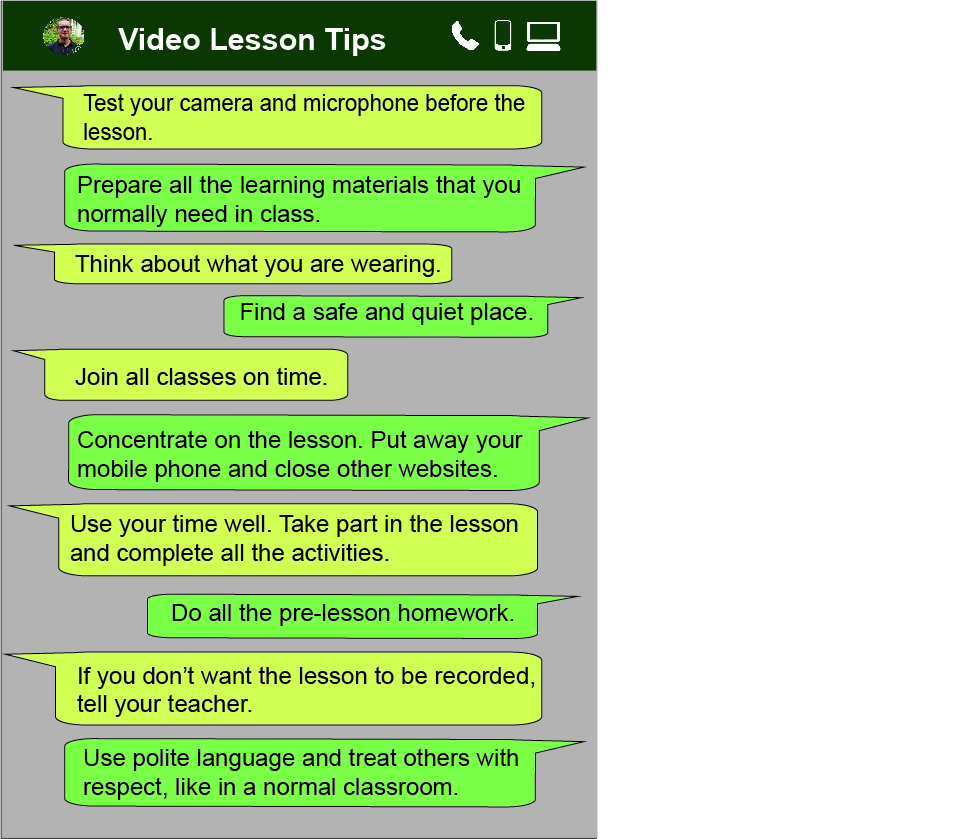 Video Lesson Tips
Test your camera and microphone before the
lesson.
Prepare all the learning materials that you
normally need in class.
Think about what you are wearing.
Find a safe and quiet place.
Join all classes on time.
Concentrate on the lesson. Put away your
mobile phone and close other websites.
Use your time well. Take part in the lesson
and complete all the activities.
Do all the pre-lesson homework.
If you don’t want the lesson to be recorded,
tell your teacher.
Use polite language and treat others with
respect, like in a normal classroom.